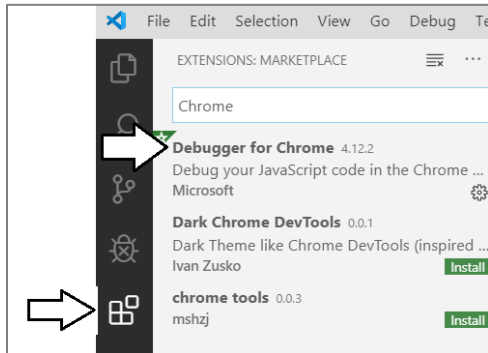 File Edit Selection View Go Debug Te
EXTENSIONS: MARKETPLACE
Chrome
Debugger for Chrome 4.12.2
Debug your JavaScript code in the Chrome ...
Microsoft
Dark Chrome DevTools 0.0.1
Dark Theme like Chrome DevTools (inspired ...
Ivan Zusko Install
chrome tools 0.0.3
mshzj Install